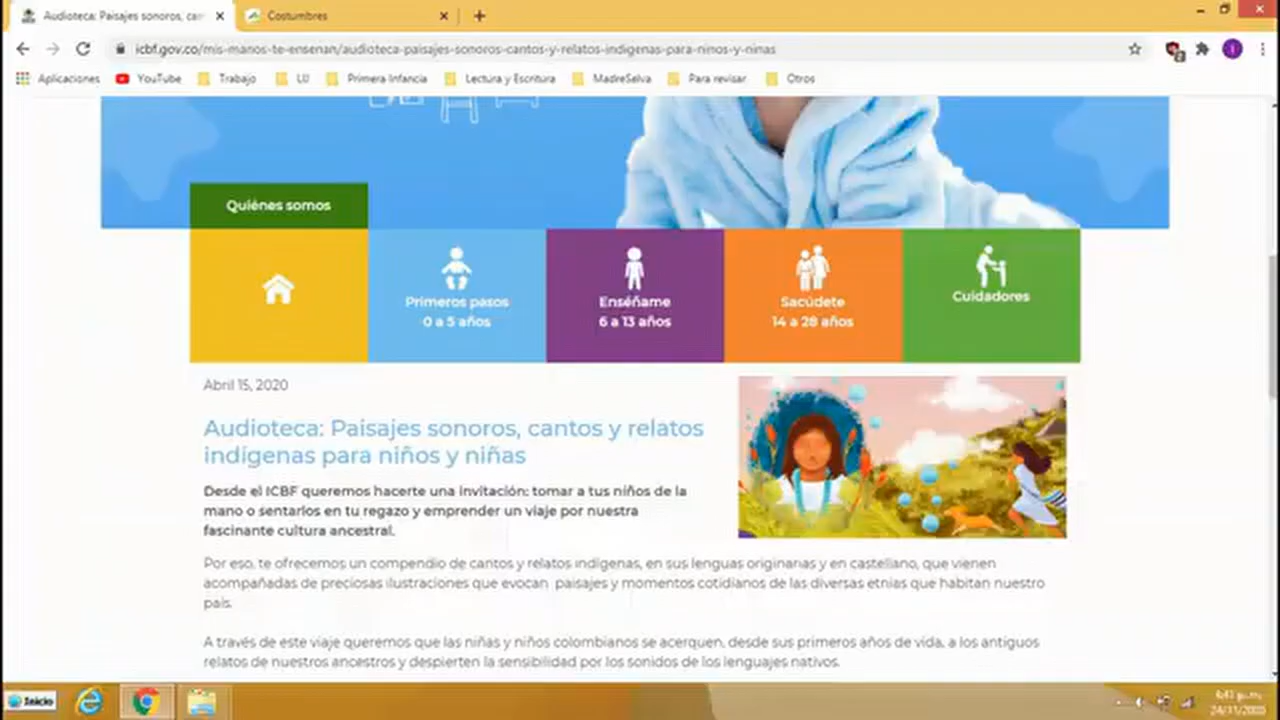 Audioteca: Paisajes sonoros, can
Costumbres
icbf.gov.co/mis-manos-te-ensenan/audioteca-paisajes-sonoros-cantos-y-relatos-indigenas-para-ninos-y-ninas
Aplicaciones YouTube Trabajo LU Primera Infancia Lectura y Escritura MadreSelva Para revisar Otros
Quiénes somos
Primeros pasos
0 a 5 años
Enséñame
6 a 13 años
Sacúdete
14 a 28 años
Cuidadores
Abril 15, 2020
Audioteca: Paisajes sonoros, cantos y relatos
indígenas para niños y niñas
Desde el ICBF queremos hacerte una invitación: tomar a tus niños de la
mano o sentarlos en tu regazo y emprender un viaje por nuestra
fascinante cultura ancestral.
Por eso, te ofrecemos un compendio de cantos y relatos indígenas, en sus lenguas originarias y en castellano, que vienen
acompañadas de preciosas ilustraciones que evocan paisajes y momentos cotidianos de las diversas etnias que habitan nuestro
país.
A través de este viaje queremos que las niñas y niños colombianos se acerquen, desde sus primeros años de vida, a los antiguos
relatos de nuestros ancestros y despierten la sensibilidad por los sonidos de los lenguajes nativos.
Inicio